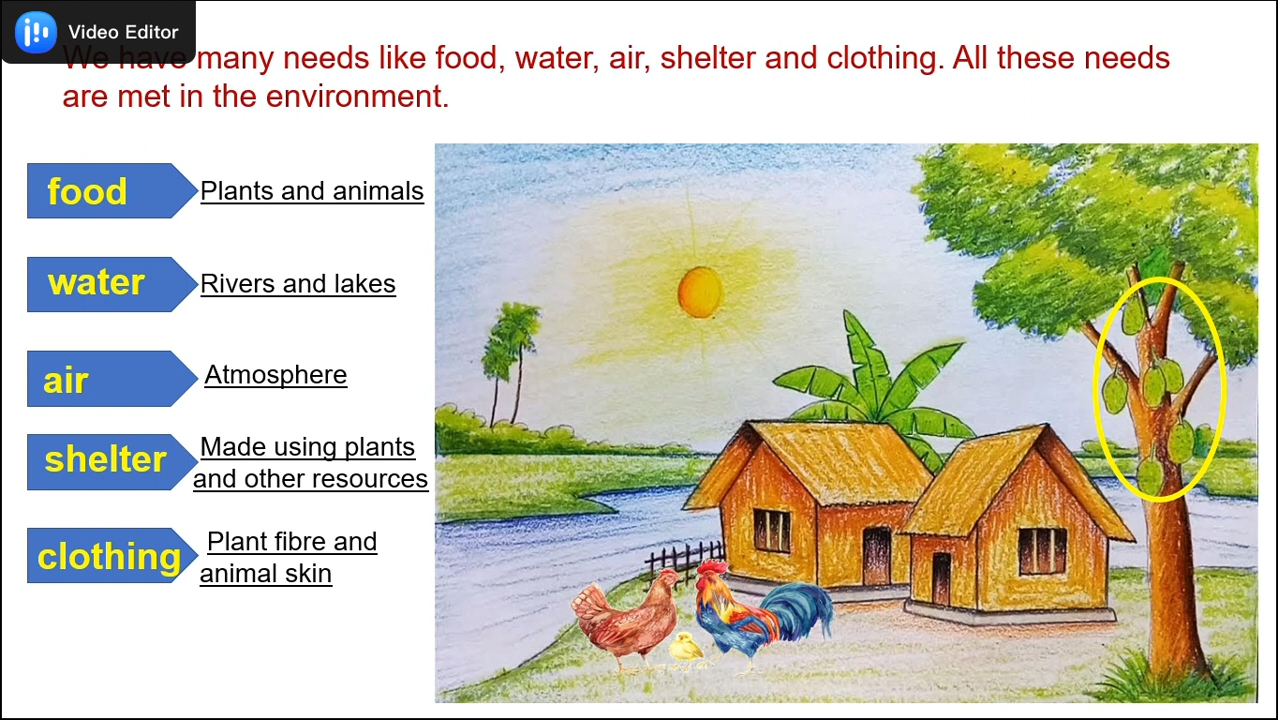 Video Editor
We have many needs like food, water, air, shelter and clothing. All these needs
are met in the environment.
food
Plants and animals
water
Rivers and lakes
air
Atmosphere
shelter
Made using plants
and other resources
clothing
Plant fibre and
animal skin